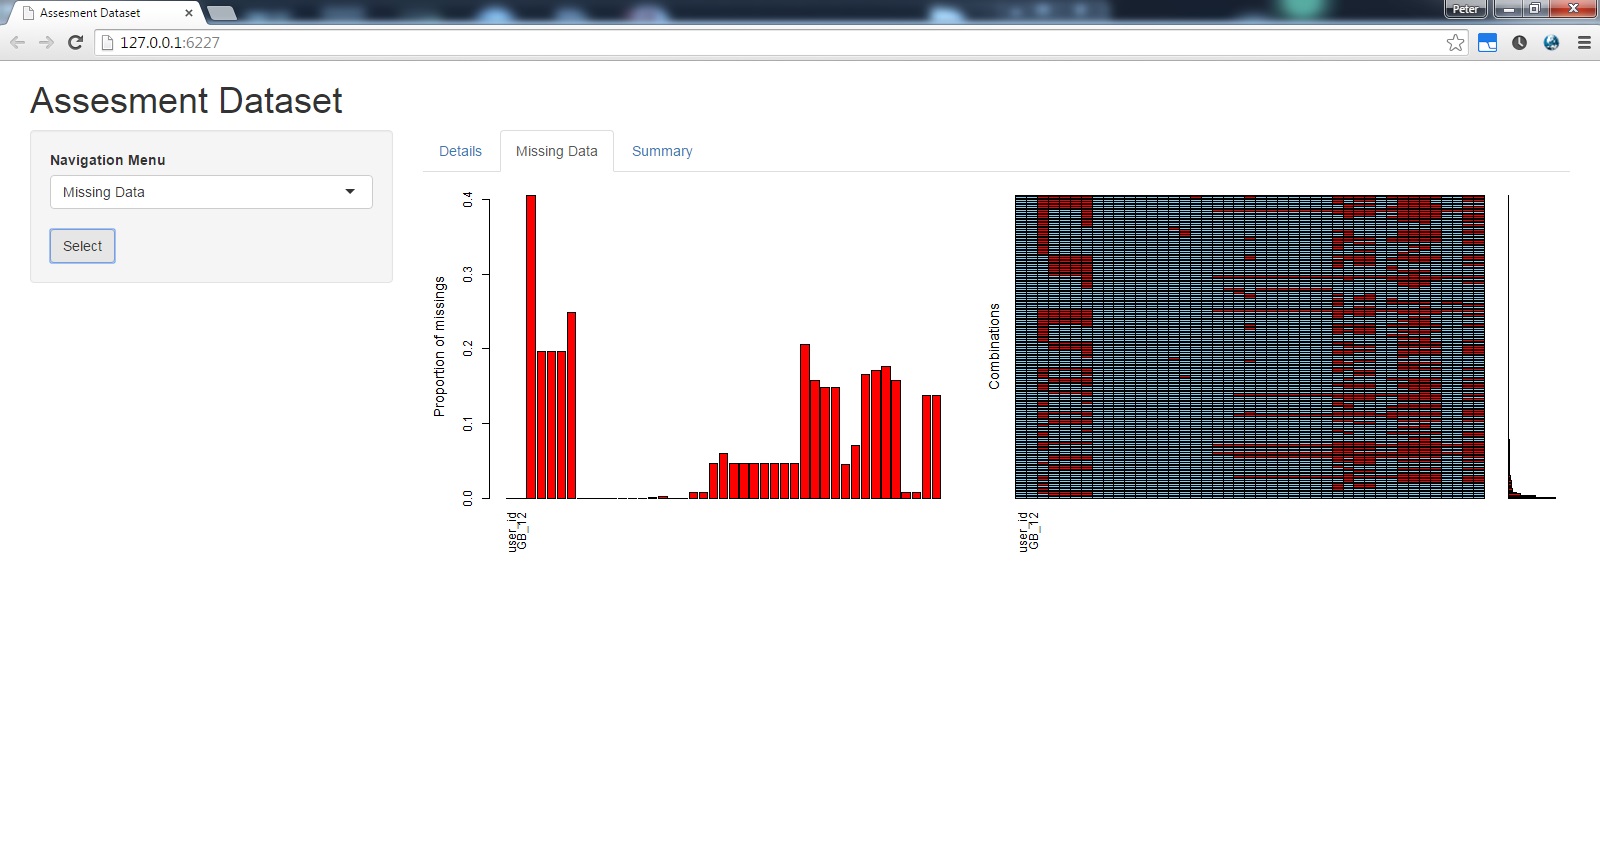 Assesment Dataset
Peter
127.0.0.1:6227
Assesment Dataset
Navigation Menu
Missing Data
Select
Details
Missing Data
Summary
Proportion of missings
0.4
0.3
0.2
0.1
0.0
user_id
GB_12
Combinations
user_id
GB_12